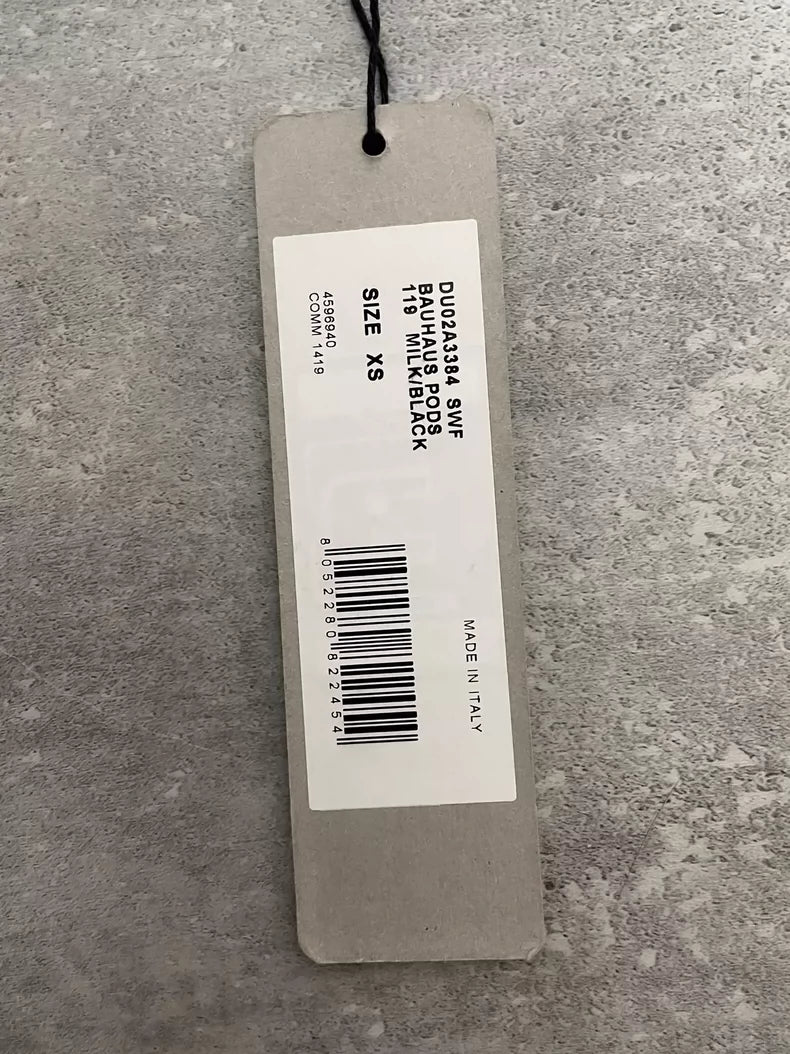 DU02A3384 SWF
BAUHAUS PODS
119 MILK/BLACK
SIZE XS
4596940
COMM 1419
MADE IN ITALY
8 052280 822454